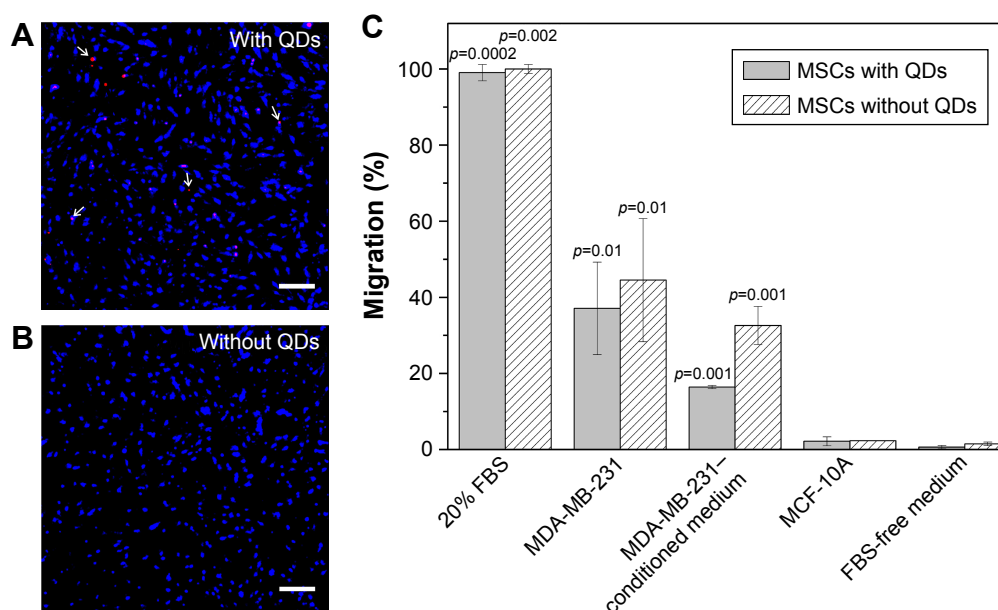 A
With QDs
B
Without QDs
C
Migration (%)
100
80
60
40
20
0
p=0.0002
p=0.002
p=0.01
p=0.01
p=0.001
p=0.001
MSCs with QDs
MSCs without QDs
20% FBS
MDA-MB-231
MDA-MB-231–
conditioned medium
MCF-10A
FBS-free medium